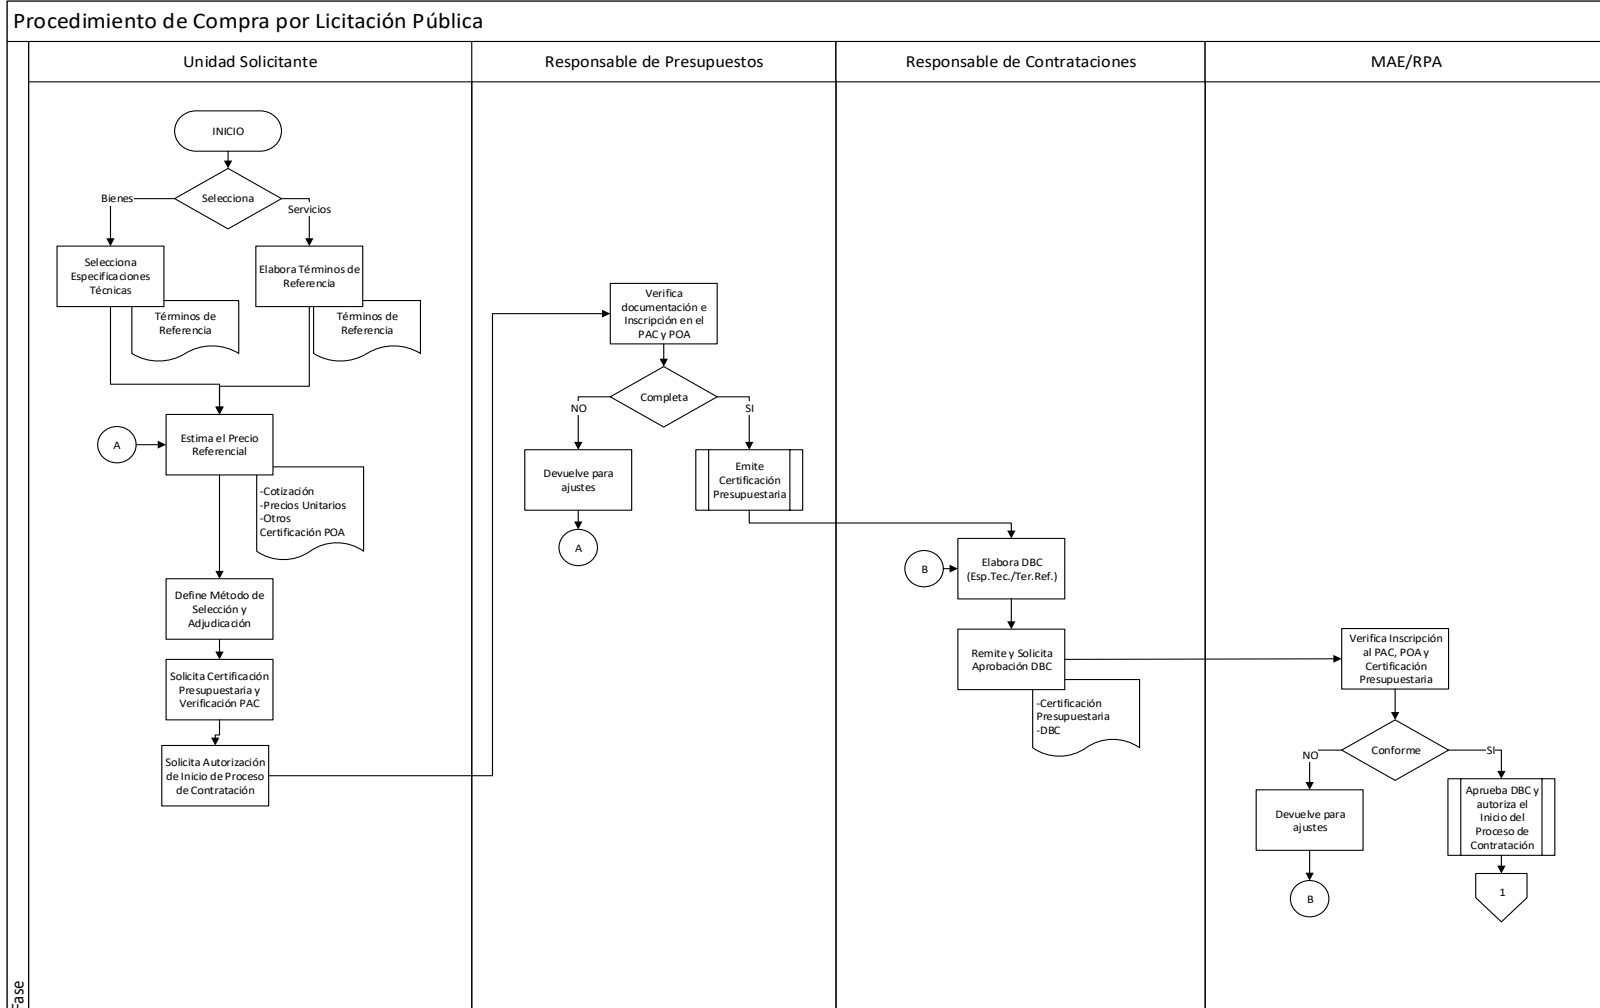 Procedimiento de Compra por Licitación Pública
Unidad Solicitante
Responsable de Presupuestos
Responsable de Contrataciones
MAE/RPA
INICIO
Selecciona
Bienes
Servicios
Selecciona
Especificaciones
Técnicas
Elabora Términos de
Referencia
Términos de
Referencia
Términos de
Referencia
A
Estima el Precio
Referencial
-Cotización
-Precios Unitarios
-Otros
Certificación POA
Define Método de
Selección y
Adjudicación
Solicita Certificación
Presupuestaria y
Verificación PAC
Solicita Autorización
de Inicio de Proceso
de Contratación
Verifica
documentación e
Inscripción en el
PAC y POA
Completa
NO
SI
Devuelve para
ajustes
A
Emite
Certificación
Presupuestaria
B
Elabora DBC
(Esp.Tec./Ter.Ref.)
Remite y Solicita
Aprobación DBC
-Certificación
Presupuestaria
-DBC
Verifica Inscripción
al PAC, POA y
Certificación
Presupuestaria
Conforme
NO
SI
Devuelve para
ajustes
B
Aprueba DBC y
autoriza el
Inicio del
Proceso de
Contratación
1
Fase